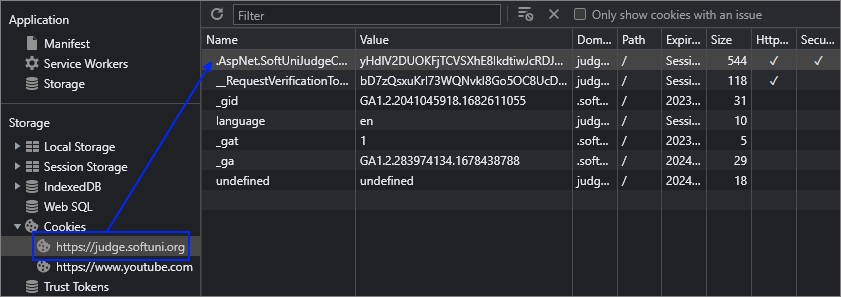 Application
Manifest
Service Workers
Storage
Storage
Local Storage
Session Storage
IndexedDB
Web SQL
Cookies
https://judge.softuni.org
https://www.youtube.com
Trust Tokens
Filter Only show cookies with an issue
Name Value Dom... Path Expir... Size Http... Secu...
.AspNet.SoftUniJudgeC... yHdlV2DUOKFjTCVSXhE8lkdtiwJcRDJ... judg... / Sessi... 544 ✓ ✓
__RequestVerificationTo... bD7zQsxuKrl73WQNvkl8Go5OC8UcD... judg... / Sessi... 118 ✓
_gid GA1.2.2041045918.1682611055 .soft... / 2023... 31
language en judg... / Sessi... 10
_gat 1 .soft... / 2023... 5
_ga GA1.2.283974134.1678438788 .soft... / 2024... 29
undefined undefined judg... / 2024... 18